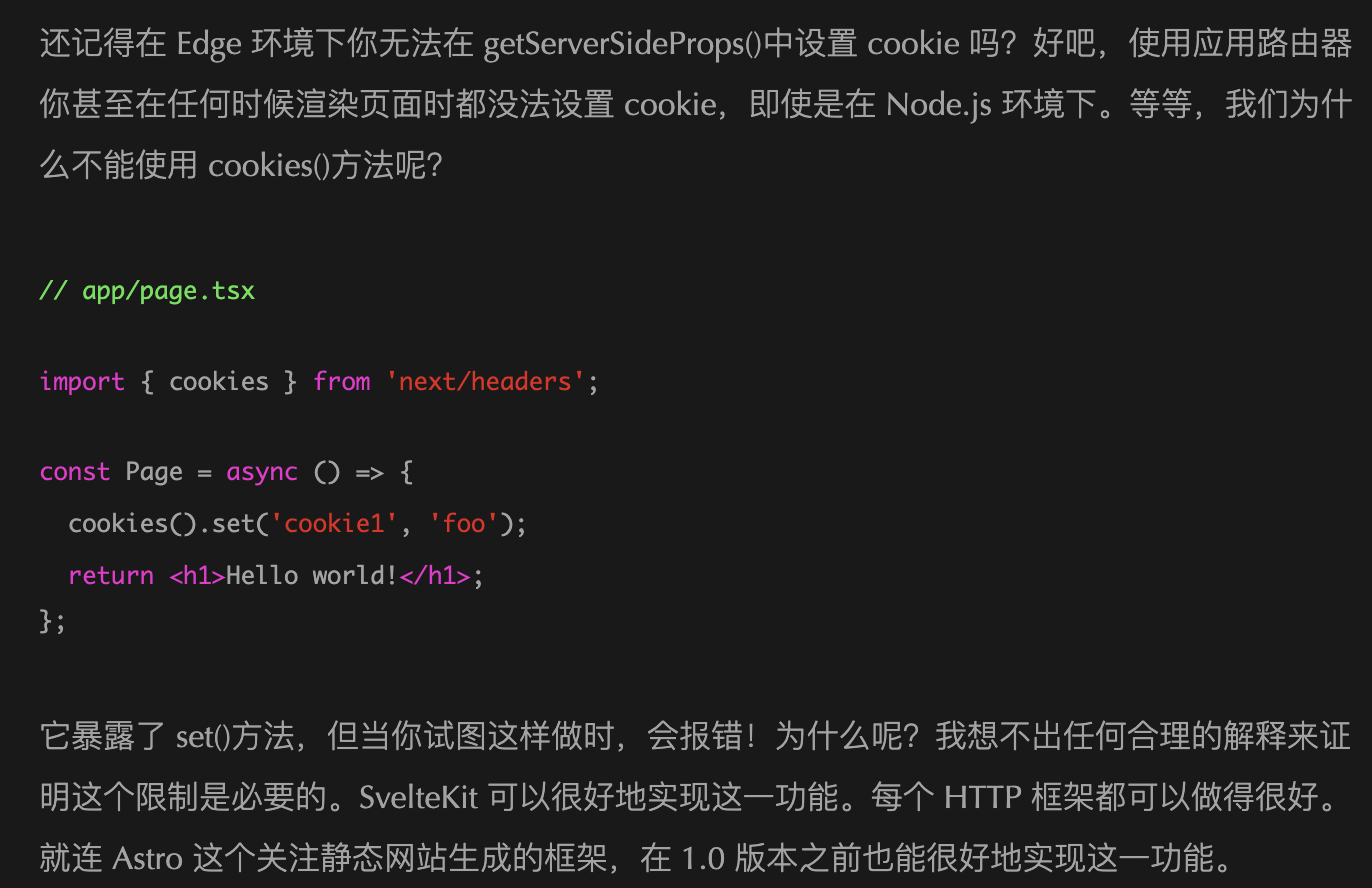 还记得在 Edge 环境下你无法在 getServerSideProps()中设置 cookie 吗？好吧，使用应用路由器
你甚至在任何时候渲染页面时都没法设置 cookie，即使是在 Node.js 环境下。等等，我们为什
么不能使用 cookies()方法呢？
// app/page.tsx
import { cookies } from 'next/headers';
const Page = async () => {
  cookies().set('cookie1', 'foo');
  return <h1>Hello world!</h1>;
};
它暴露了 set()方法，但当你试图这样做时，会报错！为什么呢？我想不出任何合理的解释来证
明这个限制是必要的。SvelteKit 可以很好地实现这一功能。每个 HTTP 框架都可以做得很好。
就连 Astro 这个关注静态网站生成的框架，在 1.0 版本之前也能很好地实现这一功能。